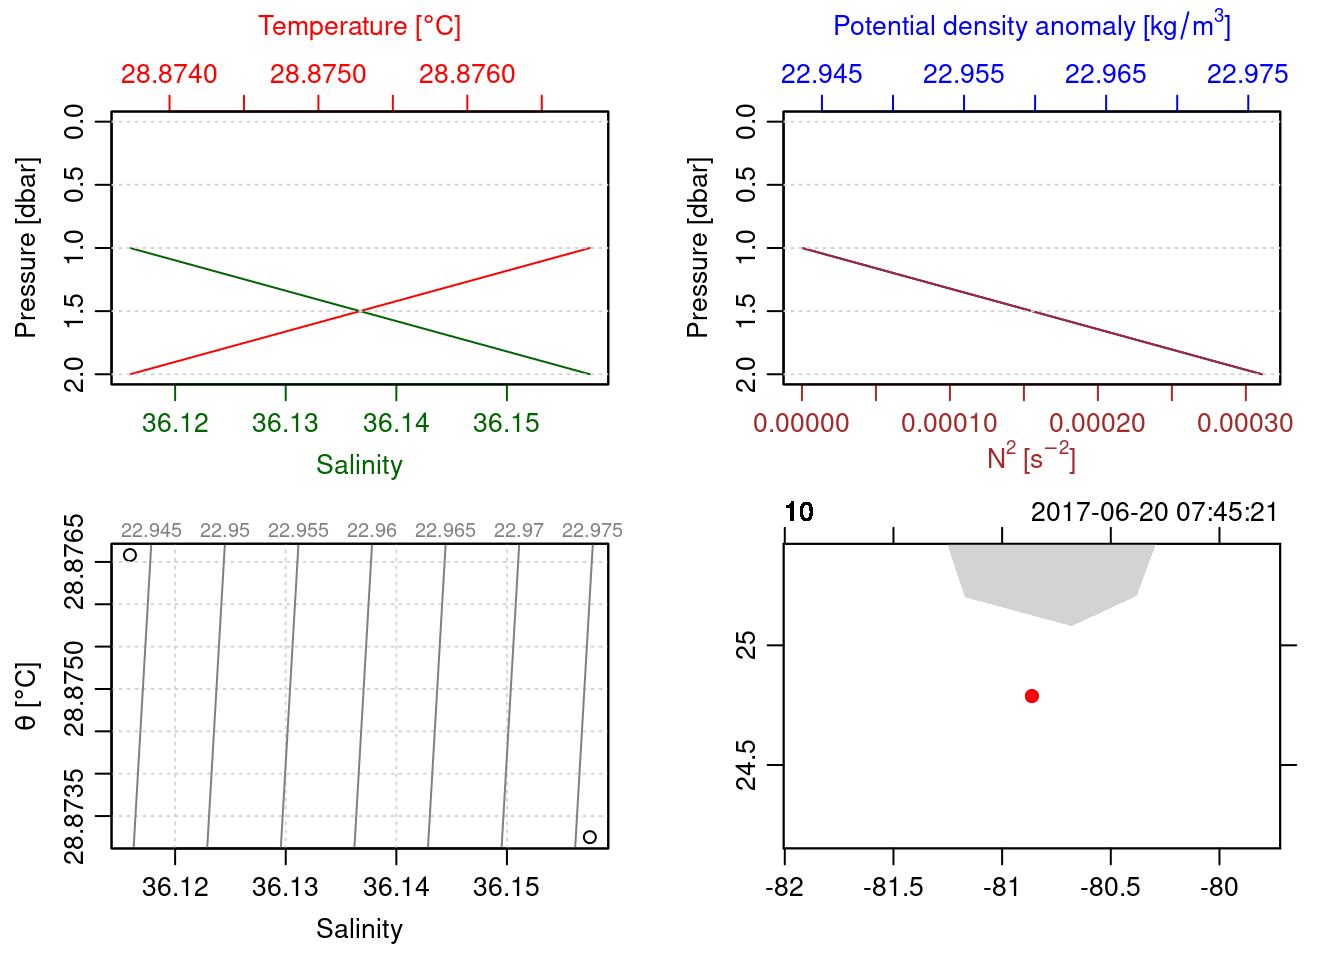 Temperature [°C]
28.8740 28.8750 28.8760
Pressure [dbar]
0.0 0.5 1.0 1.5 2.0
36.12 36.13 36.14 36.15
Salinity
Potential density anomaly [kg/m³]
22.945 22.955 22.965 22.975
Pressure [dbar]
0.0 0.5 1.0 1.5 2.0
0.00000 0.00010 0.00020 0.00030
N² [s⁻²]
22.945 22.95 22.955 22.96 22.965 22.97 22.975
θ [°C]
28.8765 28.8750 28.8735
36.12 36.13 36.14 36.15
Salinity
10 2017-06-20 07:45:21
25
24.5
-82 -81.5 -81 -80.5 -80